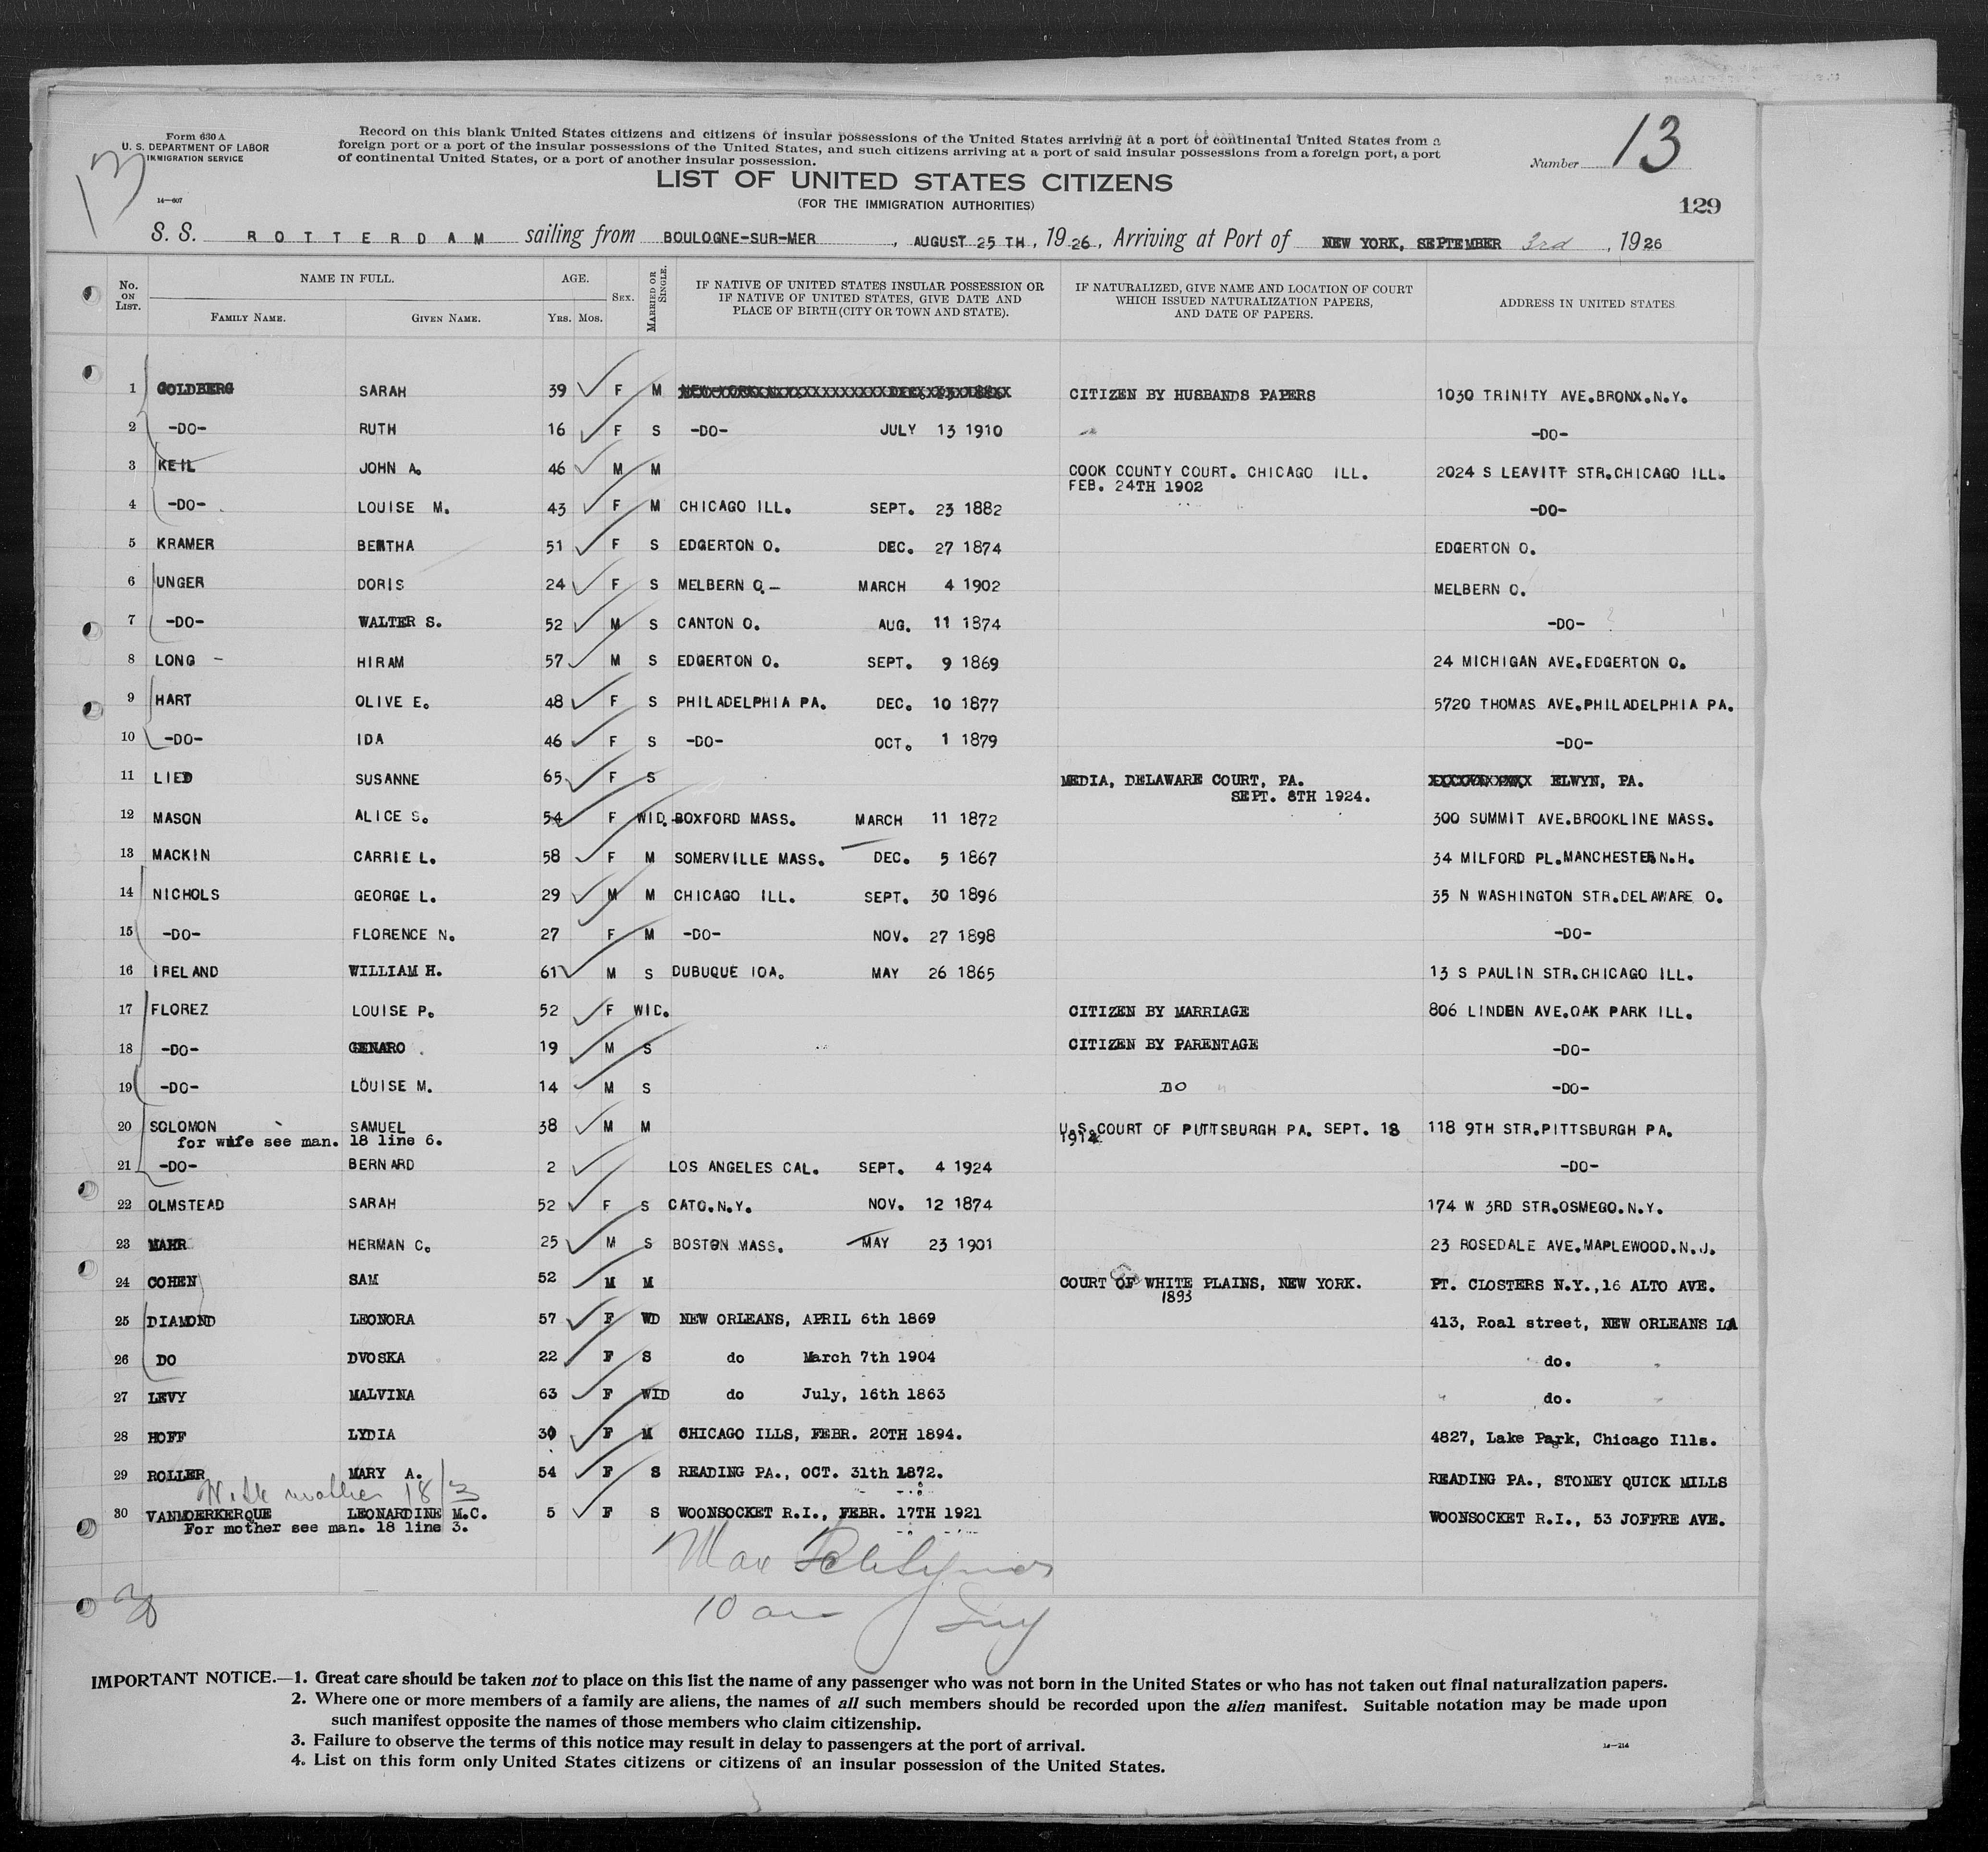 Form 630 A
U. S. DEPARTMENT OF LABOR
IMMIGRATION SERVICE
14—607
13
Record on this blank United States citizens and citizens of insular possessions of the United States arriving at a port of continental United States from a
foreign port or a port of the insular possessions of the United States, and such citizens arriving at a port of said insular possessions from a foreign port, a port
of continental United States, or a port of another insular possession.
Number 13
LIST OF UNITED STATES CITIZENS
(FOR THE IMMIGRATION AUTHORITIES)
129
S. S. ROTTERDAM sailing from BOULOGNE-SUR-MER, AUGUST 25 TH, 1926, Arriving at Port of NEW YORK, SEPTEMBER 3rd, 1926
No. ON LIST. NAME IN FULL. FAMILY NAME. GIVEN NAME. AGE. YRS. MOS. SEX. MARRIED OR SINGLE. IF NATIVE OF UNITED STATES INSULAR POSSESSION OR IF NATIVE OF UNITED STATES, GIVE DATE AND PLACE OF BIRTH (CITY OR TOWN AND STATE). IF NATURALIZED, GIVE NAME AND LOCATION OF COURT WHICH ISSUED NATURALIZATION PAPERS, AND DATE OF PAPERS. ADDRESS IN UNITED STATES
1 GOLDBERG SARAH 39 F M CITIZEN BY HUSBANDS PAPERS 1030 TRINITY AVE.BRONX.N.Y.
2 -DO- RUTH 16 F S -DO- JULY 13 1910 -DO-
3 KEIL JOHN A. 46 M M COOK COUNTY COURT. CHICAGO ILL. 2024 S LEAVITT STR.CHICAGO ILL.
FEB. 24TH 1902
4 -DO- LOUISE M. 43 F M CHICAGO ILL. SEPT. 23 1882 -DO-
5 KRAMER BERTHA 51 F S EDGERTON O. DEC. 27 1874 EDGERTON O.
6 UNGER DORIS 24 F S MELBERN O.- MARCH 4 1902 MELBERN O.
7 -DO- WALTER S. 52 M S CANTON O. AUG. 11 1874 -DO-
8 LONG - HIRAM 57 M S EDGERTON O. SEPT. 9 1869 24 MICHIGAN AVE.EDGERTON O.
9 HART OLIVE E. 48 F S PHILADELPHIA PA. DEC. 10 1877 5720 THOMAS AVE.PHILADELPHIA PA.
10 -DO- IDA 46 F S -DO- OCT. 1 1879 -DO-
11 LIED SUSANNE 65 F S MEDIA, DELAWARE COURT, PA. ELWYN, PA.
SEPT. 8TH 1924.
12 MASON ALICE S. 54 F WID. BOXFORD MASS. MARCH 11 1872 300 SUMMIT AVE.BROOKLINE MASS.
13 MACKIN CARRIE L. 58 F M SOMERVILLE MASS. DEC. 5 1867 34 MILFORD PL.MANCHESTER N.H.
14 NICHOLS GEORGE L. 29 M M CHICAGO ILL. SEPT. 30 1896 35 N WASHINGTON STR.DELAWARE O.
15 -DO- FLORENCE N. 27 F M -DO- NOV. 27 1898 -DO-
16 IRELAND WILLIAM H. 61 M S DUBUQUE IOA. MAY 26 1865 13 S PAULIN STR.CHICAGO ILL.
17 FLOREZ LOUISE P. 52 F WID. CITIZEN BY MARRIAGE 806 LINDEN AVE.OAK PARK ILL.
18 -DO- GENARO 19 M S CITIZEN BY PARENTAGE -DO-
19 -DO- LOUISE M. 14 M S DO -DO-
20 SOLOMON SAMUEL 38 M M U.S.COURT OF PITTSBURGH PA. SEPT. 18 118 9TH STR.PITTSBURGH PA.
for wife see man. 18 line 6. 1912
21 -DO- BERNARD 2 LOS ANGELES CAL. SEPT. 4 1924 -DO-
22 OLMSTEAD SARAH 52 F S CATO.N.Y. NOV. 12 1874 174 W 3RD STR.OSMEGO.N.Y.
23 MAHR HERMAN C. 25 M S BOSTON MASS. MAY 23 1901 23 ROSEDALE AVE.MAPLEWOOD.N.J.
24 COHEN SAM 52 M M COURT OF WHITE PLAINS, NEW YORK. PT. CLOSTERS N.Y.,16 ALTO AVE.
1893
25 DIAMOND LEONORA 57 F WD NEW ORLEANS, APRIL 6th 1869 413, Roal street, NEW ORLEANS LA
26 DO DVOSKA 22 F S do March 7th 1904 do.
27 LEVY MALVINA 63 F WID do July, 16th 1863 do.
28 HOFF LYDIA 30 F M CHICAGO ILLS, FEBR. 20TH 1894. 4827, Lake Park, Chicago Ills.
29 ROLLER MARY A. 54 F S READING PA., OCT. 31th 1872. READING PA., STONEY QUICK MILLS
With mother 18/3
30 VANMOERKERQUE LEONARDINE M.C. 5 F S WOONSOCKET R.I., FEBR. 17TH 1921 WOONSOCKET R.I., 53 JOFFRE AVE.
For mother see man. 18 line 3.
Max
10 am
IMPORTANT NOTICE.—1. Great care should be taken not to place on this list the name of any passenger who was not born in the United States or who has not taken out final naturalization papers.
2. Where one or more members of a family are aliens, the names of all such members should be recorded upon the alien manifest. Suitable notation may be made upon
such manifest opposite the names of those members who claim citizenship.
3. Failure to observe the terms of this notice may result in delay to passengers at the port of arrival.
4. List on this form only United States citizens or citizens of an insular possession of the United States.
14—214